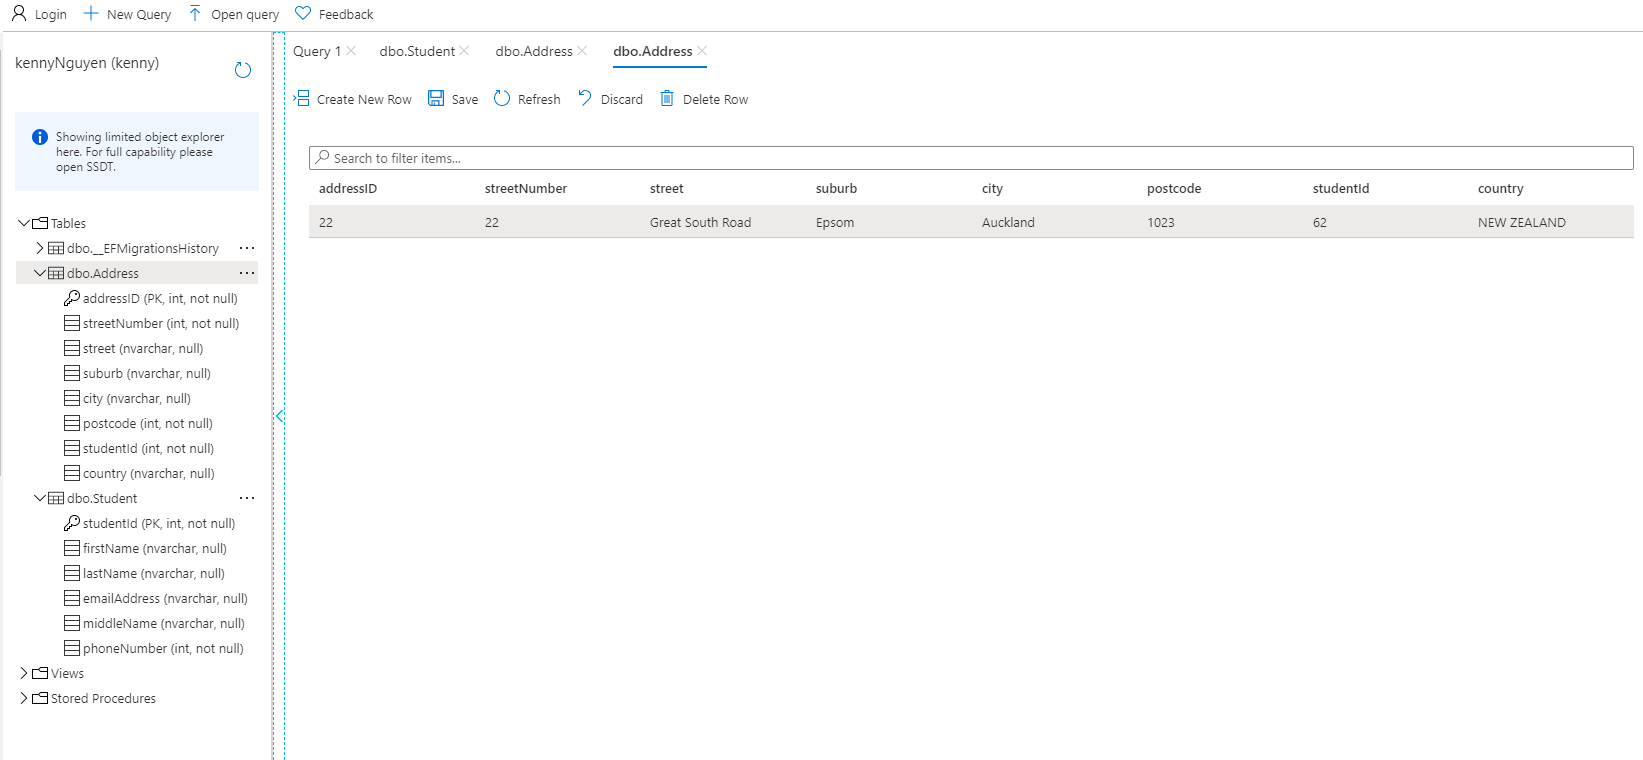 Login New Query Open query Feedback
kennyNguyen (kenny)
Showing limited object explorer
here. For full capability please
open SSDT.
Tables
dbo.__EFMigrationsHistory ...
dbo.Address ...
addressID (PK, int, not null)
streetNumber (int, not null)
street (nvarchar, null)
suburb (nvarchar, null)
city (nvarchar, null)
postcode (int, not null)
studentId (int, not null)
country (nvarchar, null)
dbo.Student ...
studentId (PK, int, not null)
firstName (nvarchar, null)
lastName (nvarchar, null)
emailAddress (nvarchar, null)
middleName (nvarchar, null)
phoneNumber (int, not null)
Views
Stored Procedures
Query 1 dbo.Student dbo.Address dbo.Address
Create New Row Save Refresh Discard Delete Row
Search to filter items...
addressID streetNumber street suburb city postcode studentId country
22 22 Great South Road Epsom Auckland 1023 62 NEW ZEALAND